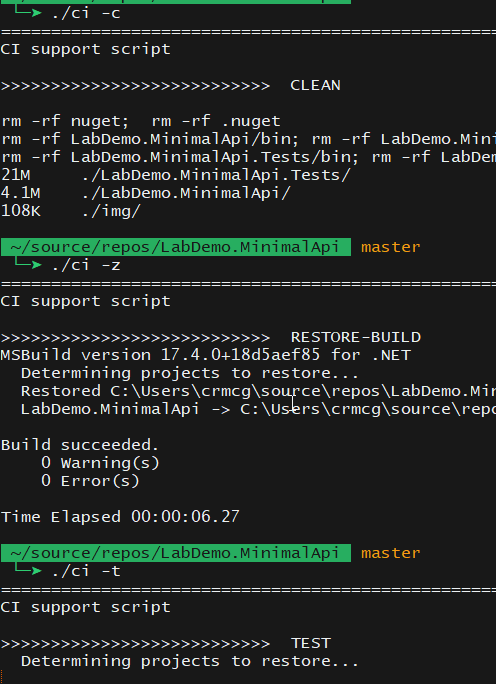 ./ci -c
================================================
CI support script
>>>>>>>>>>>>>>>>>>>>>>>>>>> CLEAN
rm -rf nuget; rm -rf .nuget
rm -rf LabDemo.MinimalApi/bin; rm -rf LabDemo.Mini
rm -rf LabDemo.MinimalApi.Tests/bin; rm -rf LabDem
21M ./LabDemo.MinimalApi.Tests/
4.1M ./LabDemo.MinimalApi/
108K ./img/
~/source/repos/LabDemo.MinimalApi master
./ci -z
================================================
CI support script
>>>>>>>>>>>>>>>>>>>>>>>>>>> RESTORE-BUILD
MSBuild version 17.4.0+18d5aef85 for .NET
Determining projects to restore...
Restored C:\Users\crmcg\source\repos\LabDemo.Min
LabDemo.MinimalApi -> C:\Users\crmcg\source\repo
Build succeeded.
0 Warning(s)
0 Error(s)
Time Elapsed 00:00:06.27
~/source/repos/LabDemo.MinimalApi master
./ci -t
================================================
CI support script
>>>>>>>>>>>>>>>>>>>>>>>>>>> TEST
Determining projects to restore...